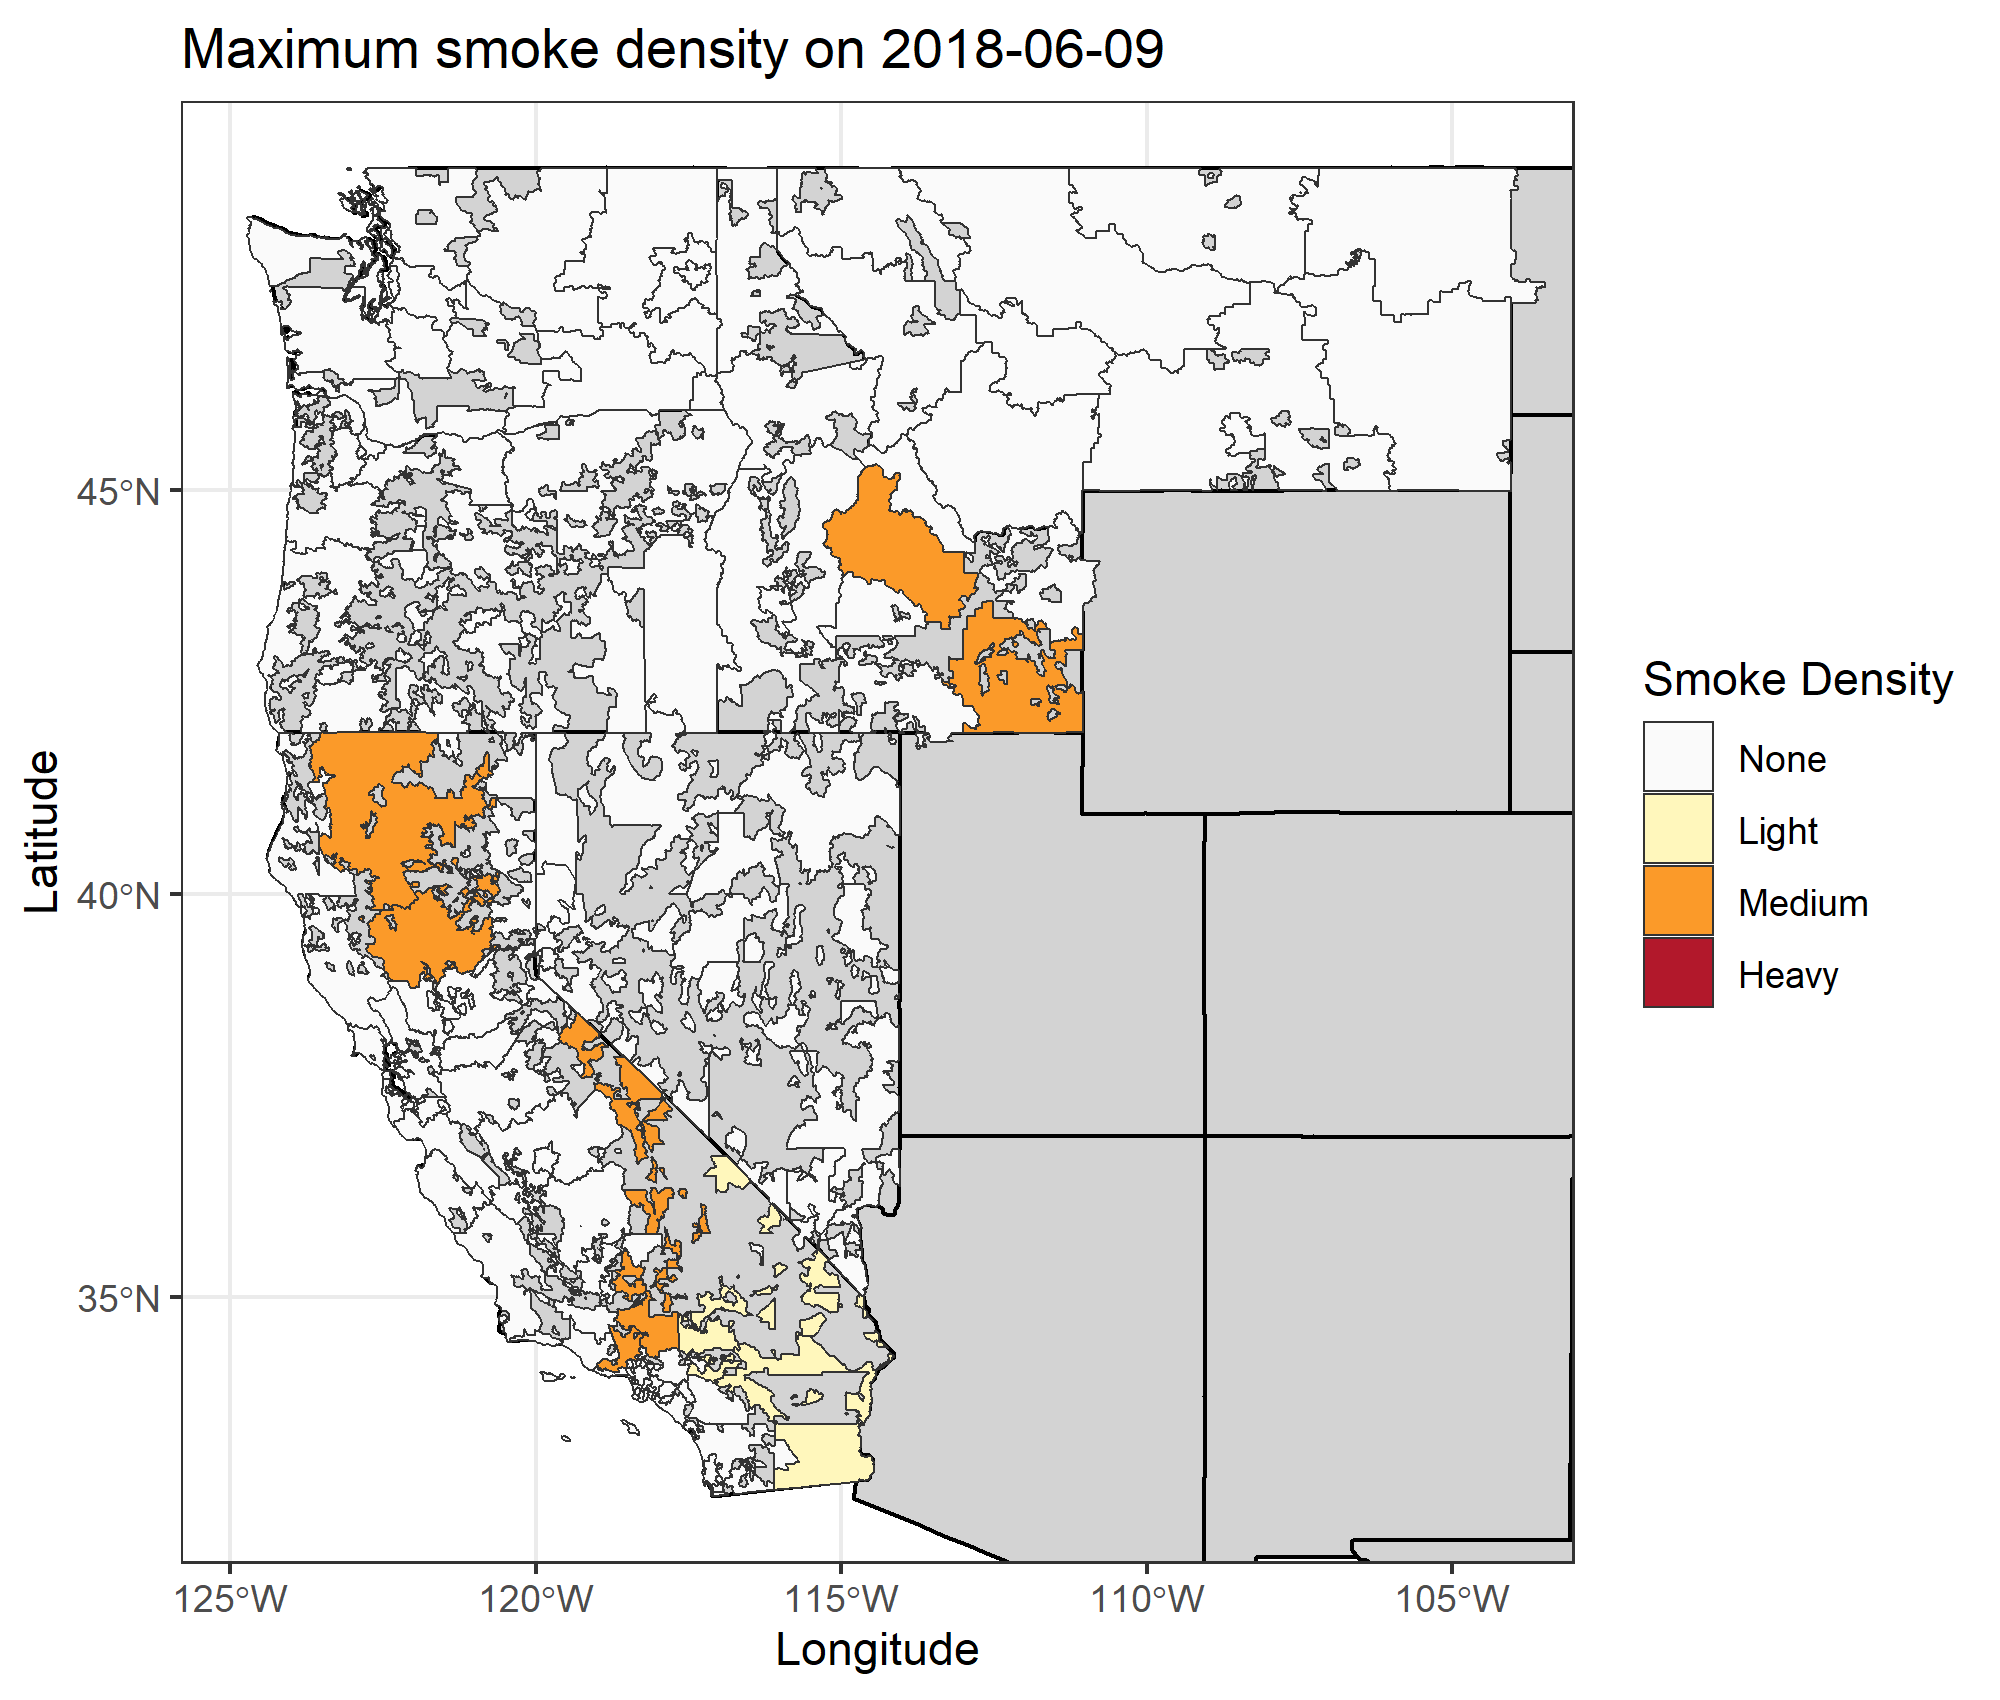 Maximum smoke density on 2018-06-09
45°N
40°N
35°N
Latitude
125°W
120°W
115°W
110°W
105°W
Longitude
Smoke Density
None
Light
Medium
Heavy